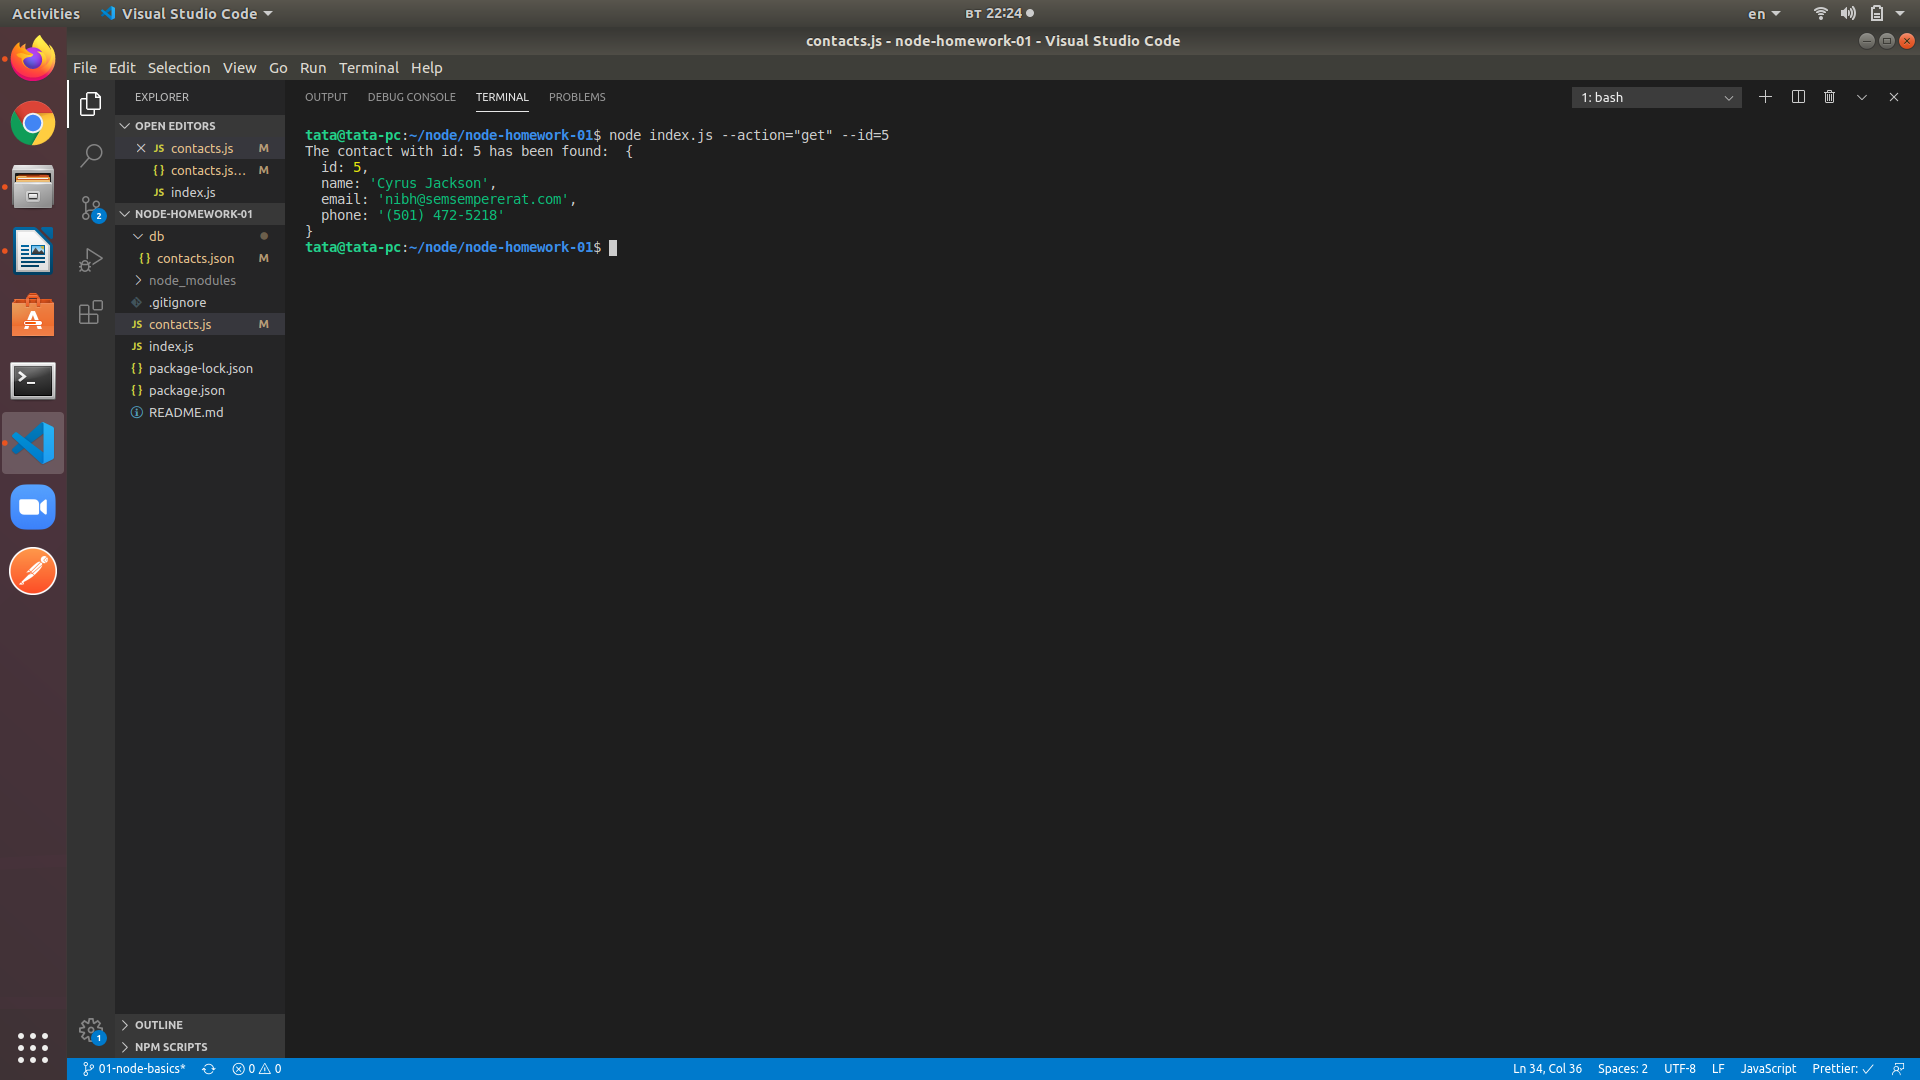 Activities Visual Studio Code вт 22:24 en
contacts.js - node-homework-01 - Visual Studio Code
File Edit Selection View Go Run Terminal Help
EXPLORER
OPEN EDITORS
JS contacts.js M
{} contacts.js... M
JS index.js
2
NODE-HOMEWORK-01
db
{} contacts.json M
node_modules
.gitignore
JS contacts.js M
JS index.js
{} package-lock.json
{} package.json
README.md
OUTLINE
1
NPM SCRIPTS
OUTPUT DEBUG CONSOLE TERMINAL PROBLEMS 1: bash
tata@tata-pc:~/node/node-homework-01$ node index.js --action="get" --id=5
The contact with id: 5 has been found:  {
  id: 5,
  name: 'Cyrus Jackson',
  email: 'nibh@semsempererat.com',
  phone: '(501) 472-5218'
}
tata@tata-pc:~/node/node-homework-01$
01-node-basics* 0 0 Ln 34, Col 36 Spaces: 2 UTF-8 LF JavaScript Prettier: ✓